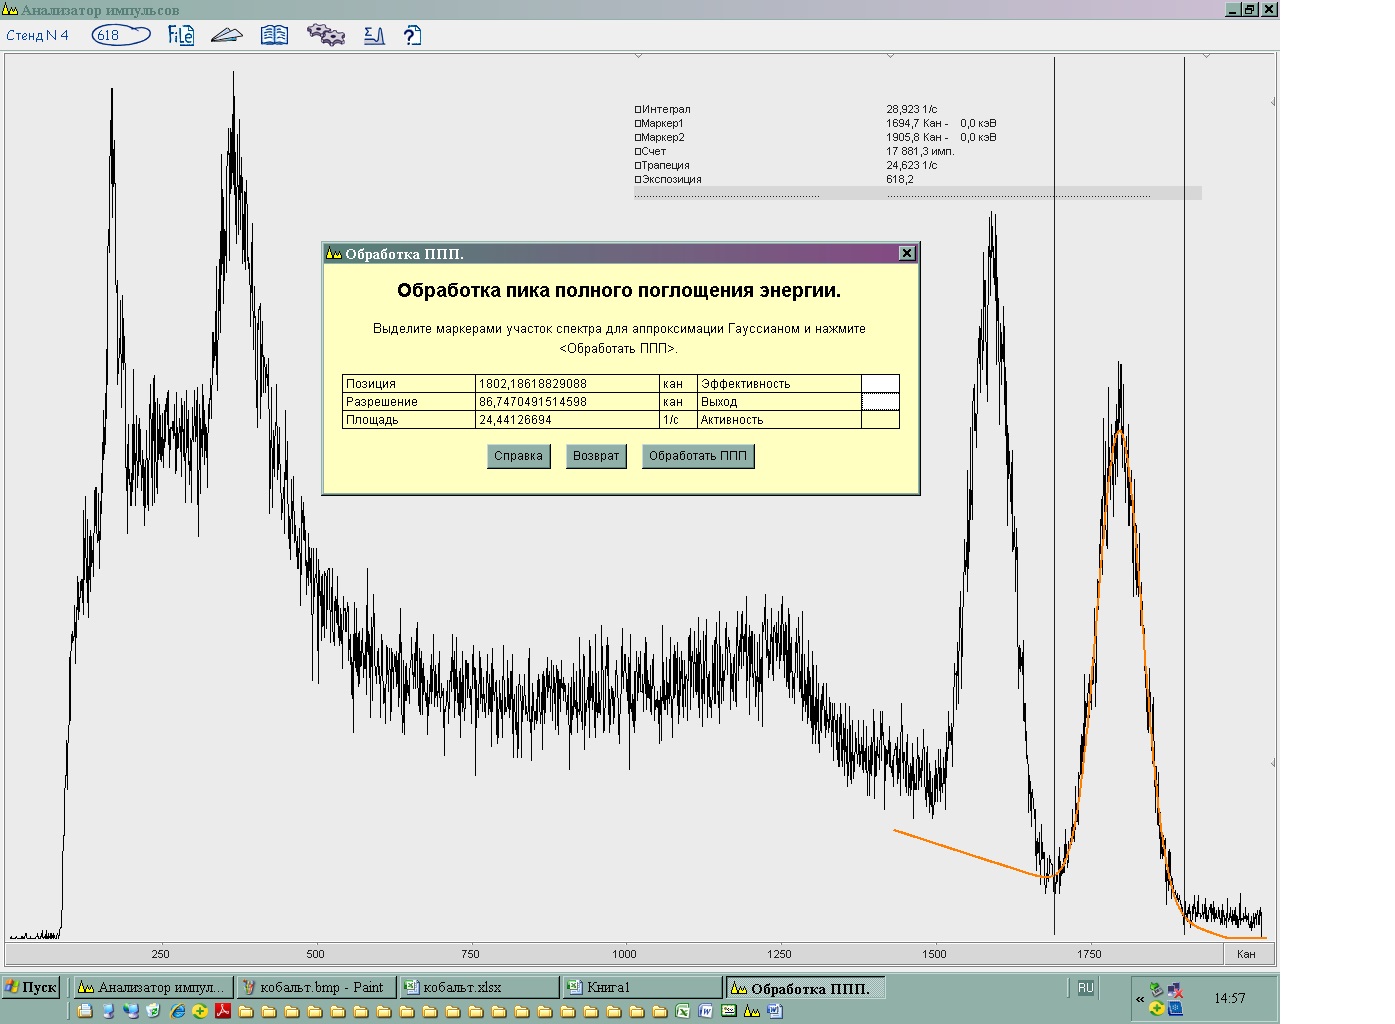 Анализатор импульсов
Стенд N 4
618
FilE
Интеграл 28,923 1/с
Маркер1 1694,7 Кан - 0,0 кэВ
Маркер2 1905,8 Кан - 0,0 кэВ
Счет 17 881,3 имп.
Трапеция 24,623 1/с
Экспозиция 618,2
Обработка ППП.
Обработка пика полного поглощения энергии.
Выделите маркерами участок спектра для аппроксимации Гауссианом и нажмите
<Обработать ППП>.
Позиция 1802,18618829088 кан Эффективность
Разрешение 86,7470491514598 кан Выход
Площадь 24,44126694 1/с Активность
Справка Возврат Обработать ППП
250 500 750 1000 1250 1500 1750 Кан
Пуск Анализатор импул... кобальт.bmp - Paint кобальт.xlsx Книга1 Обработка ППП. RU 14:57